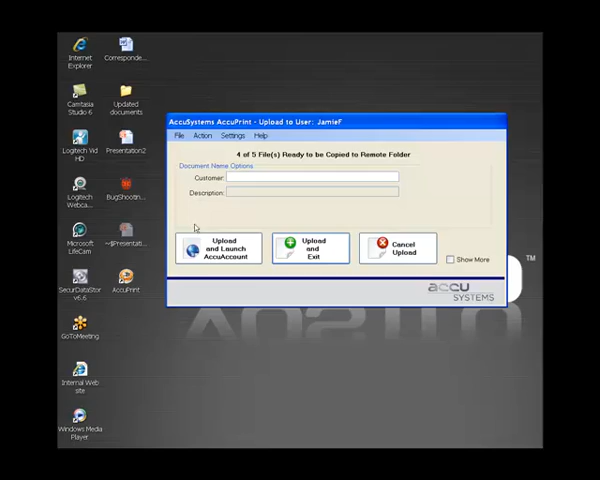 Internet
Explorer
Corresponde...
Camtasia
Studio 6
Updated
documents
Logitech Vid
HD
Presentation2
Logitech
Webca...
BugShootin...
Microsoft
LifeCam
~$Presentati...
SecurDataStor
v6.6
AccuPrint
GoToMeeting
Internal Web
site
Windows Media
Player
AccuSystems AccuPrint - Upload to User: JamieF
File Action Settings Help
4 of 5 File(s) Ready to be Copied to Remote Folder
Document Name Options
Customer:
Description:
Upload
and Launch
AccuAccount
Upload
and
Exit
Cancel
Upload
Show More
accu
SYSTEMS
TM